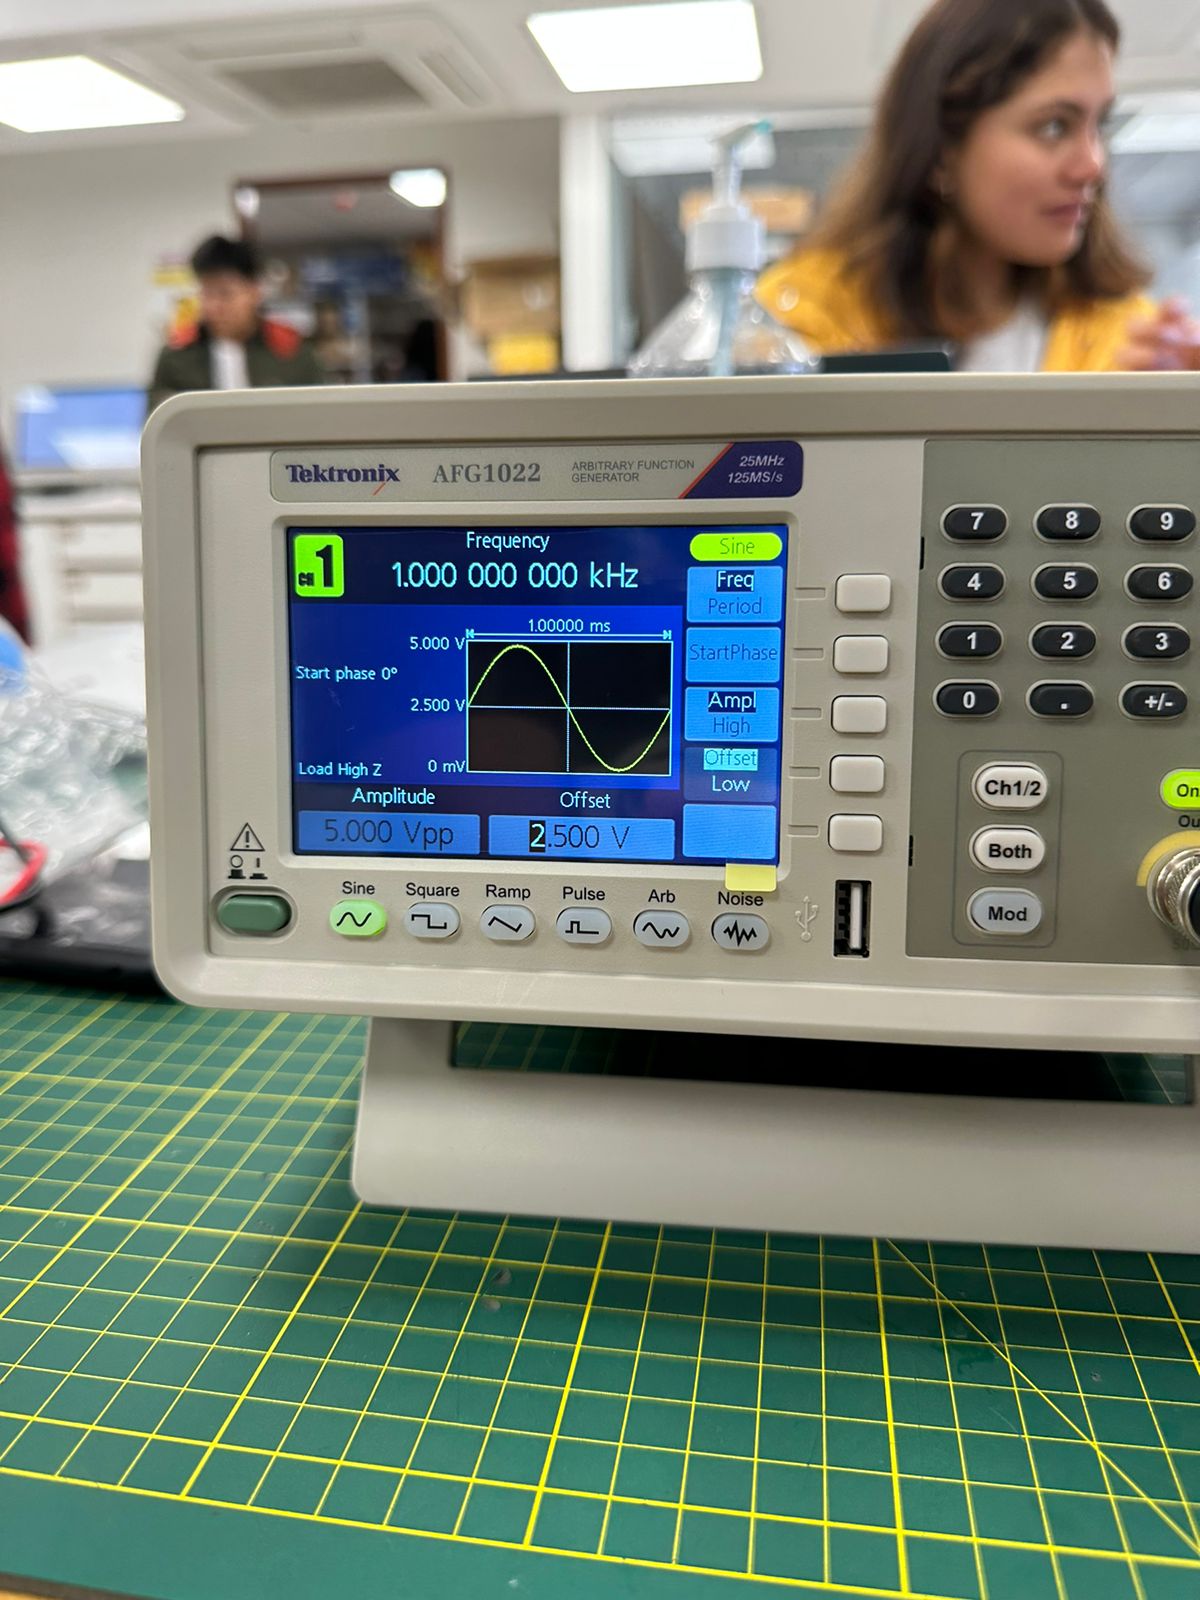 Tektronix AFG1022 ARBITRARY FUNCTION GENERATOR 25MHz 125MS/s
CH.1
Frequency
1.000 000 000 kHz
Sine
Freq
Period
StartPhase
Ampl
High
Offset
Low
1.00000 ms
5.000 V
Start phase 0°
2.500 V
Load High Z
0 mV
Amplitude
Offset
5.000 Vpp
2.500 V
Sine Square Ramp Pulse Arb Noise
7 8 9
4 5 6
1 2 3
0 . +/-
Ch1/2
Both
Mod
On
Ou